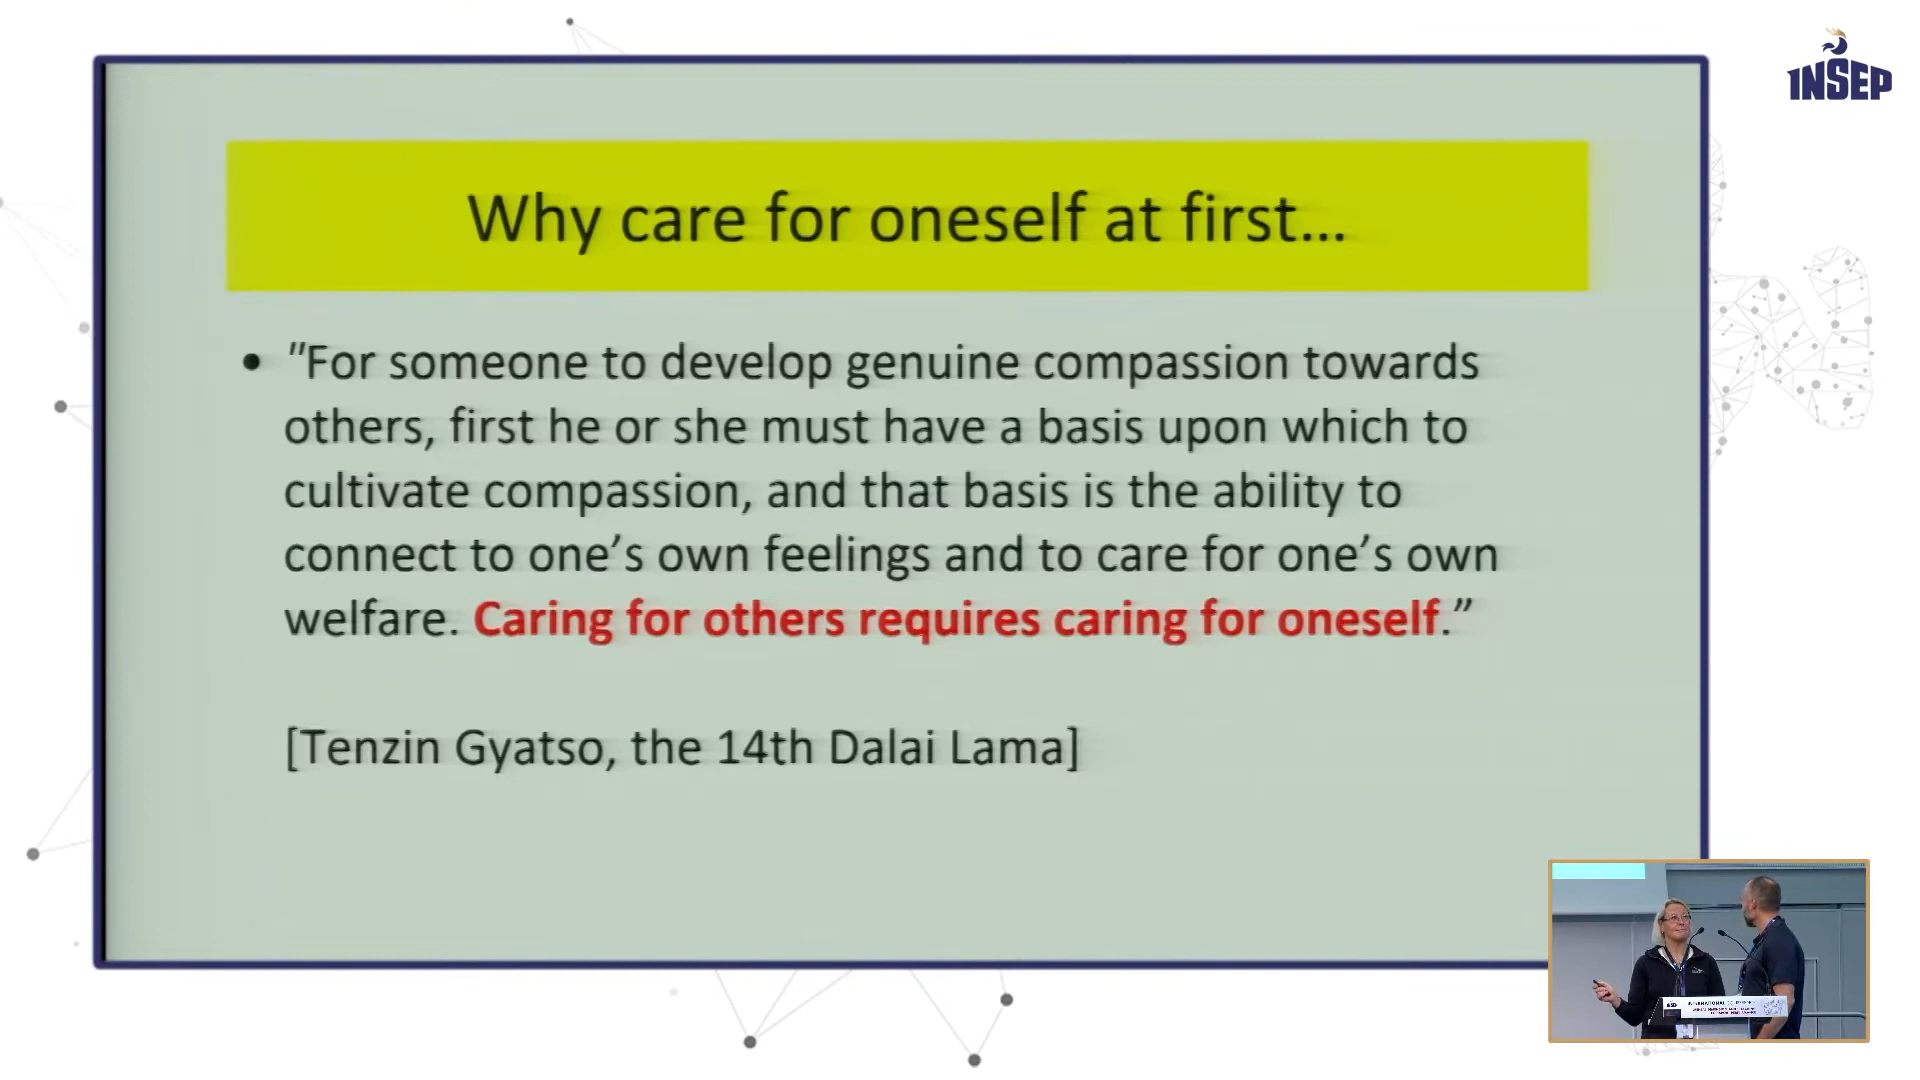 INSEP
Why care for oneself at first...
• "For someone to develop genuine compassion towards
others, first he or she must have a basis upon which to
cultivate compassion, and that basis is the ability to
connect to one’s own feelings and to care for one’s own
welfare. Caring for others requires caring for oneself.”
[Tenzin Gyatso, the 14th Dalai Lama]
INTERNATIONAL